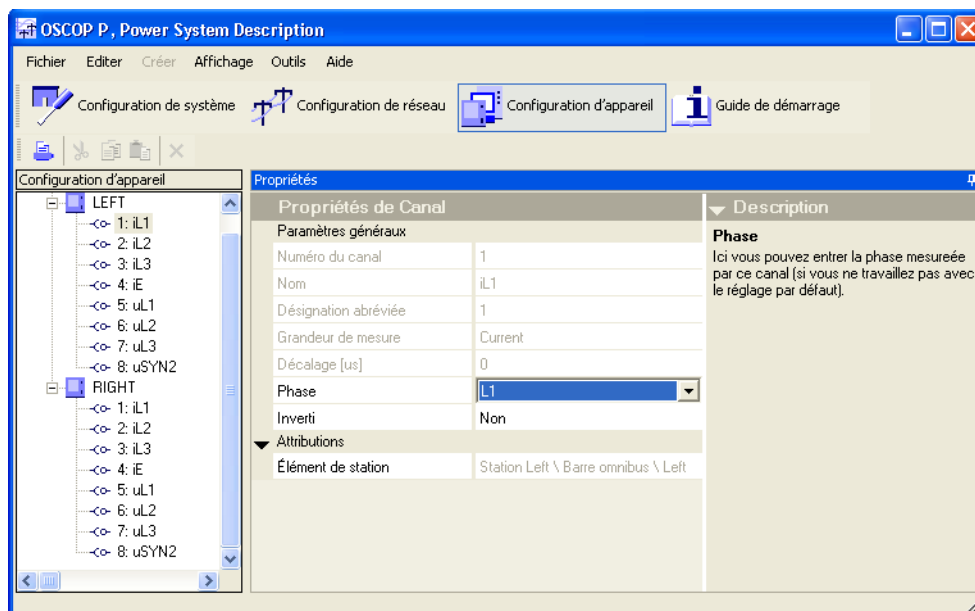 OSCOP P, Power System Description
Fichier Editer Créer Affichage Outils Aide
Configuration de système Configuration de réseau Configuration d'appareil Guide de démarrage
Configuration d'appareil
LEFT
1: iL1
2: iL2
3: iL3
4: iE
5: uL1
6: uL2
7: uL3
8: uSYN2
RIGHT
1: iL1
2: iL2
3: iL3
4: iE
5: uL1
6: uL2
7: uL3
8: uSYN2
Propriétés
Propriétés de Canal
Paramètres généraux
Numéro du canal 1
Nom iL1
Désignation abréviée 1
Grandeur de mesure Current
Décalage [us] 0
Phase L1
Inverti Non
Attributions
Élément de station Station Left \ Barre omnibus \ Left
Description
Phase
Ici vous pouvez entrer la phase mesureée
par ce canal (si vous ne travaillez pas avec
le réglage par défaut).